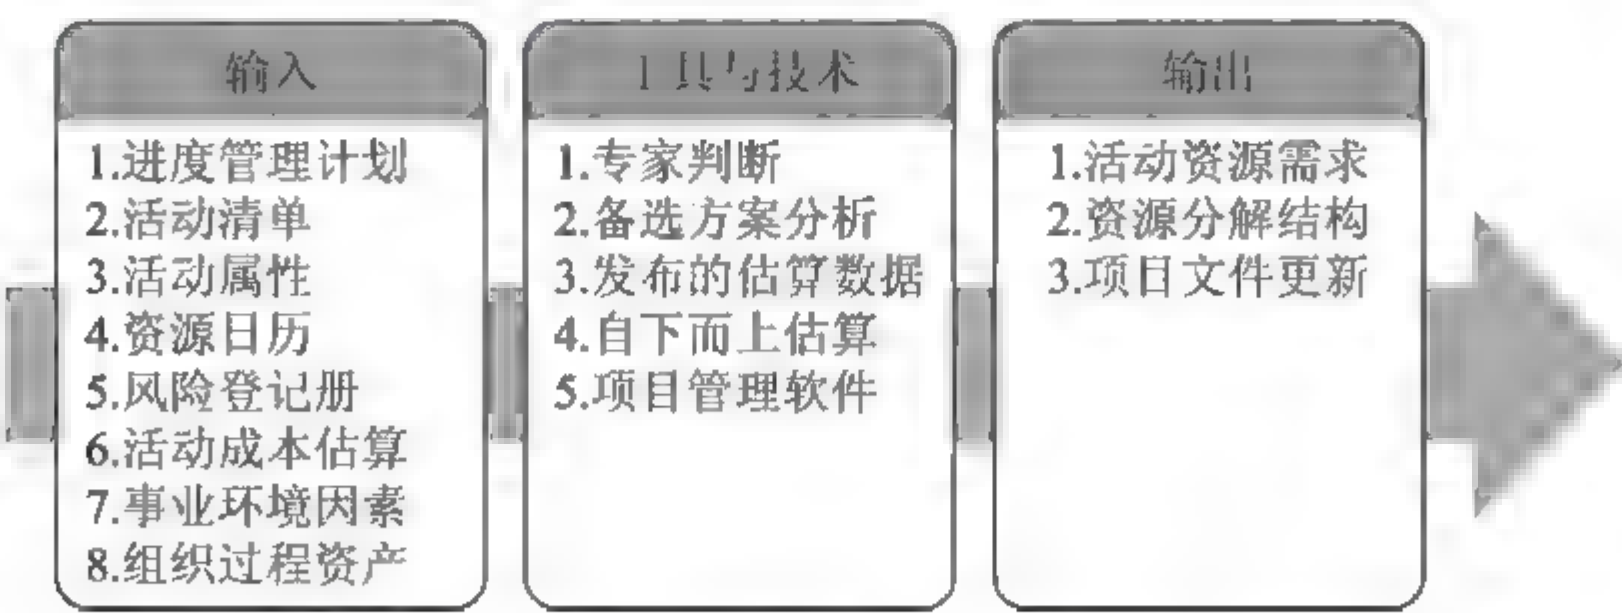 输入
1.进度管理计划
2.活动清单
3.活动属性
4.资源日历
5.风险登记册
6.活动成本估算
7.事业环境因素
8.组织过程资产
工具与技术
1.专家判断
2.备选方案分析
3.发布的估算数据
4.自下而上估算
5.项目管理软件
输出
1.活动资源需求
2.资源分解结构
3.项目文件更新